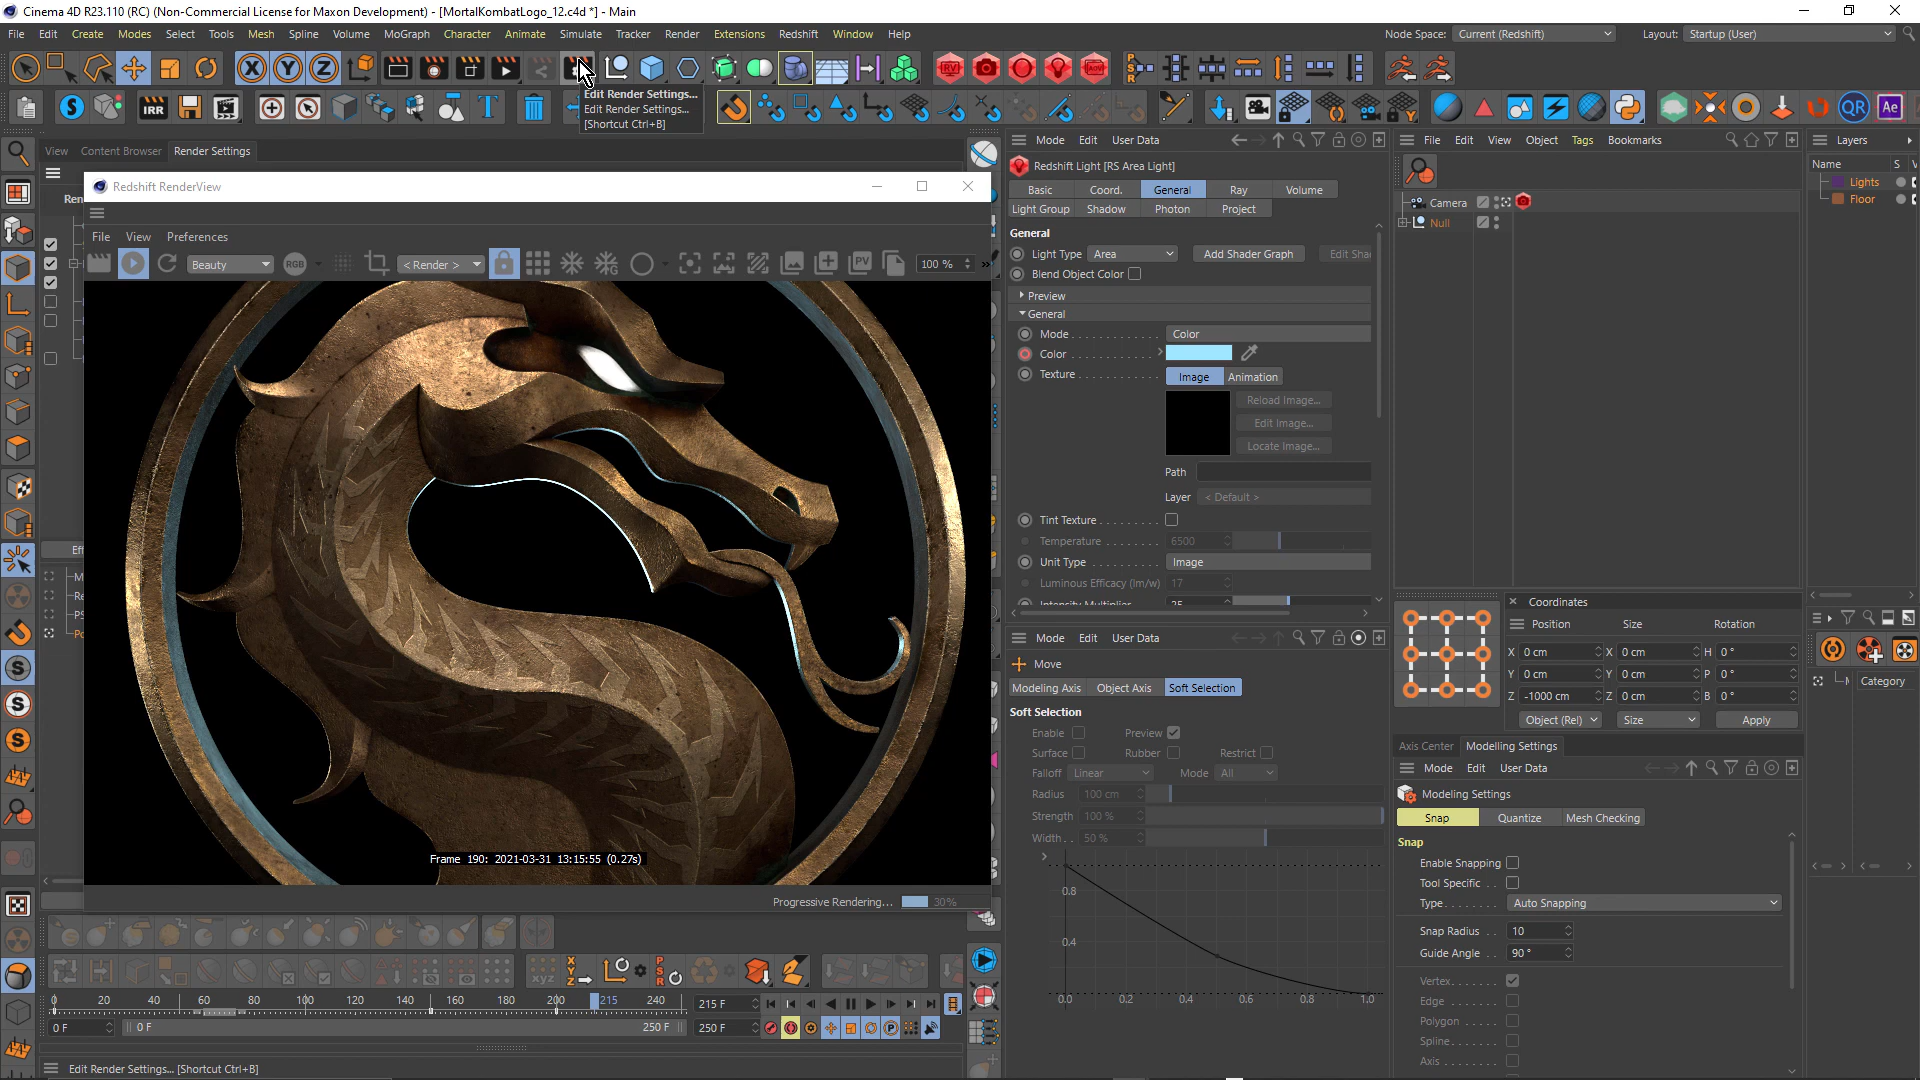 Cinema 4D R23.110 (RC) (Non-Commercial License for Maxon Development) - [MortalKombatLogo_12.c4d *] - Main
File Edit Create Modes Select Tools Mesh Spline Volume MoGraph Character Animate Simulate Tracker Render Extensions Redshift Window Help
Node Space: Current (Redshift) Layout: Startup (User)
Edit Render Settings...
Edit Render Settings...
[Shortcut Ctrl+B]
View Content Browser Render Settings
Redshift RenderView
File View Preferences
Beauty RGB < Render > PV 100 %
Frame 190: 2021-03-31 13:15:55 (0.27s)
Progressive Rendering... 30%
0 20 40 60 80 100 120 140 160 180 200 215 240
215 F
0 F
0 F
250 F
250 F
Edit Render Settings... [Shortcut Ctrl+B]
Mode Edit User Data
Redshift Light [RS Area Light]
Basic Coord. General Ray Volume
Light Group Shadow Photon Project
General
Light Type Area Add Shader Graph Edit Sha
Blend Object Color
Preview
General
Mode Color
Color
Texture Image Animation
Reload Image...
Edit Image...
Locate Image...
Path
Layer < Default >
Tint Texture
Temperature 6500
Unit Type Image
Luminous Efficacy (lm/w) 17
Intensity Multiplier 25
Mode Edit User Data
Move
Modeling Axis Object Axis Soft Selection
Soft Selection
Enable Preview
Surface Rubber Restrict
Falloff Linear Mode All
Radius 100 cm
Strength 100 %
Width 50 %
0.8
0.4
0.0 0.2 0.4 0.6 0.8 1.0
File Edit View Object Tags Bookmarks
Camera
Null
Layers
Name S V
Lights
Floor
Coordinates
Position Size Rotation
X 0 cm X 0 cm H 0 °
Y 0 cm Y 0 cm P 0 °
Z -1000 cm Z 0 cm B 0 °
Object (Rel) Size Apply
Category
Axis Center Modelling Settings
Mode Edit User Data
Modeling Settings
Snap Quantize Mesh Checking
Snap
Enable Snapping
Tool Specific
Type Auto Snapping
Snap Radius 10
Guide Angle 90 °
Vertex
Edge
Polygon
Spline
Axis